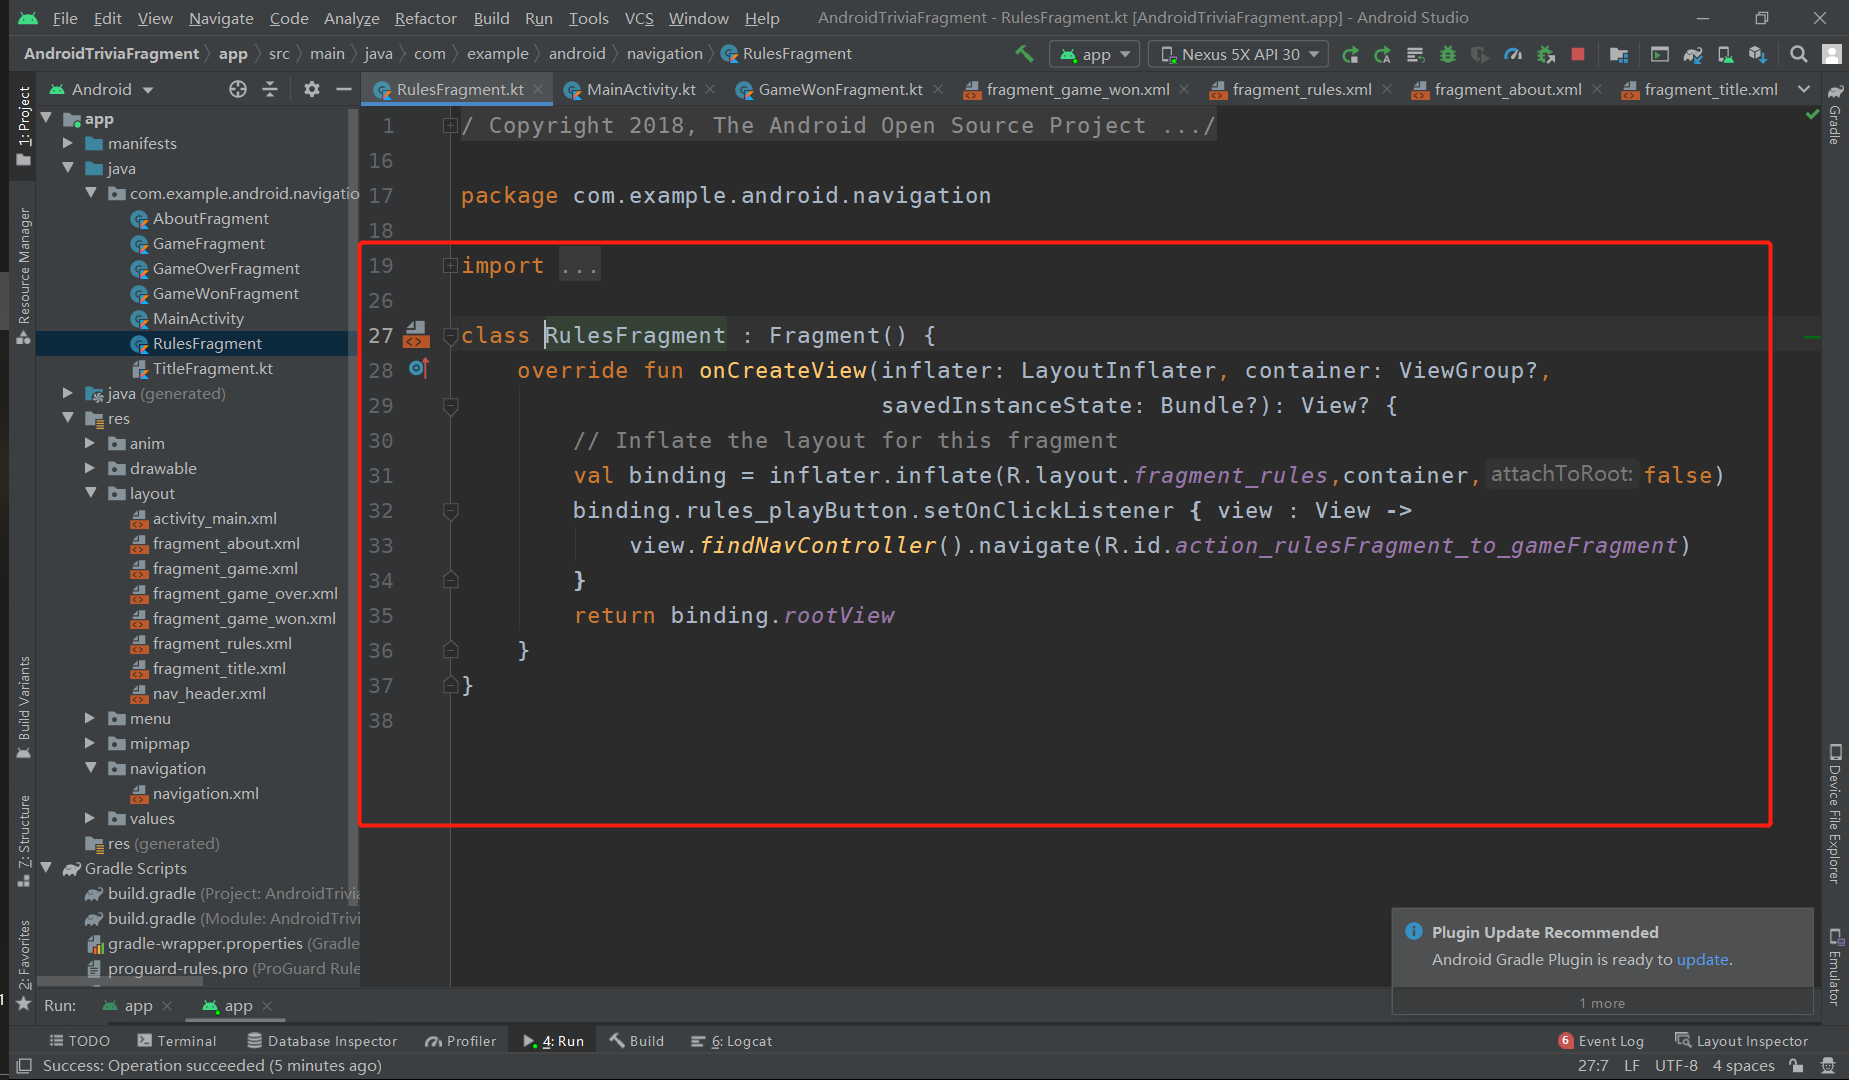 File Edit View Navigate Code Analyze Refactor Build Run Tools VCS Window Help AndroidTriviaFragment - RulesFragment.kt [AndroidTriviaFragment.app] - Android Studio
AndroidTriviaFragment app src main java com example android navigation RulesFragment app Nexus 5X API 30
Android
RulesFragment.kt MainActivity.kt GameWonFragment.kt fragment_game_won.xml fragment_rules.xml fragment_about.xml fragment_title.xml
1: Project
Resource Manager
Build Variants
7: Structure
2: Favorites
app
manifests
java
com.example.android.navigatio
AboutFragment
GameFragment
GameOverFragment
GameWonFragment
MainActivity
RulesFragment
TitleFragment.kt
java (generated)
res
anim
drawable
layout
activity_main.xml
fragment_about.xml
fragment_game.xml
fragment_game_over.xml
fragment_game_won.xml
fragment_rules.xml
fragment_title.xml
nav_header.xml
menu
mipmap
navigation
navigation.xml
values
res (generated)
Gradle Scripts
build.gradle (Project: AndroidTrivia
build.gradle (Module: AndroidTrivi
gradle-wrapper.properties (Gradle
proguard-rules.pro (ProGuard Rule
1 / Copyright 2018, The Android Open Source Project .../
16
17 package com.example.android.navigation
18
19 import ...
26
27 class RulesFragment : Fragment() {
28 override fun onCreateView(inflater: LayoutInflater, container: ViewGroup?,
29 savedInstanceState: Bundle?): View? {
30 // Inflate the layout for this fragment
31 val binding = inflater.inflate(R.layout.fragment_rules,container, attachToRoot: false)
32 binding.rules_playButton.setOnClickListener { view : View ->
33 view.findNavController().navigate(R.id.action_rulesFragment_to_gameFragment)
34 }
35 return binding.rootView
36 }
37 }
38
Gradle
Device File Explorer
Emulator
Plugin Update Recommended
Android Gradle Plugin is ready to update.
1 more
Run: app app
TODO Terminal Database Inspector Profiler 4: Run Build 6: Logcat 6 Event Log Layout Inspector
Success: Operation succeeded (5 minutes ago) 27:7 LF UTF-8 4 spaces